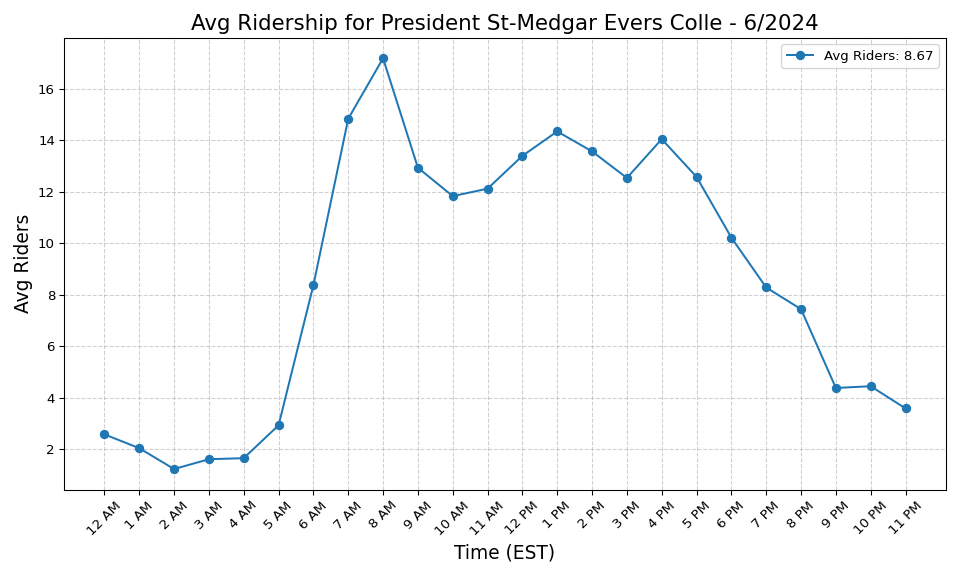 Avg Ridership for President St-Medgar Evers Colle - 6/2024
Avg Riders: 8.67
Avg Riders
16
14
12
10
8
6
4
2
12 AM
1 AM
2 AM
3 AM
4 AM
5 AM
6 AM
7 AM
8 AM
9 AM
10 AM
11 AM
12 PM
1 PM
2 PM
3 PM
4 PM
5 PM
6 PM
7 PM
8 PM
9 PM
10 PM
11 PM
Time (EST)